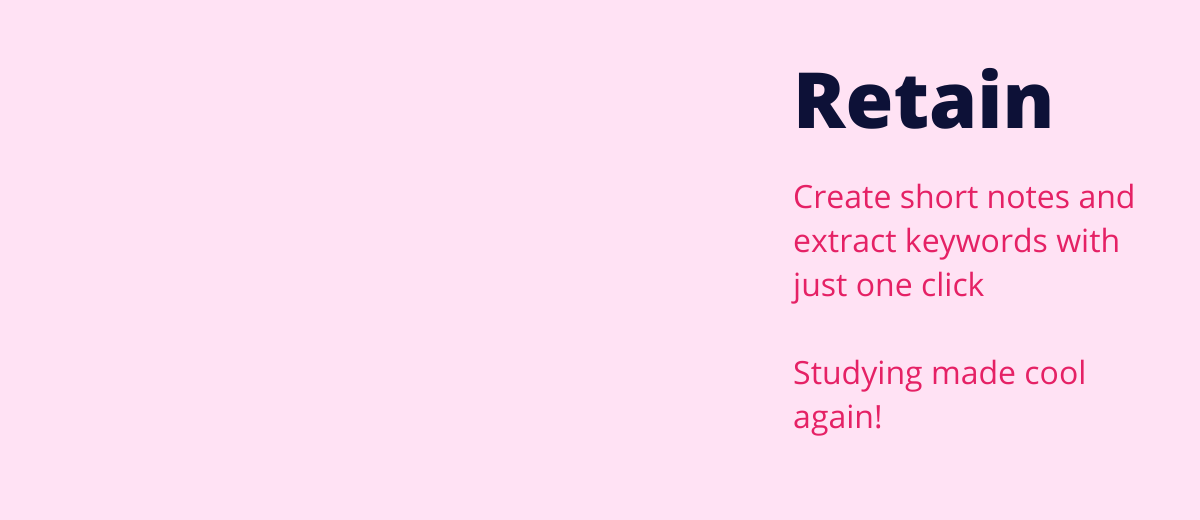 Retain
Create short notes and
extract keywords with
just one click
Studying made cool
again!